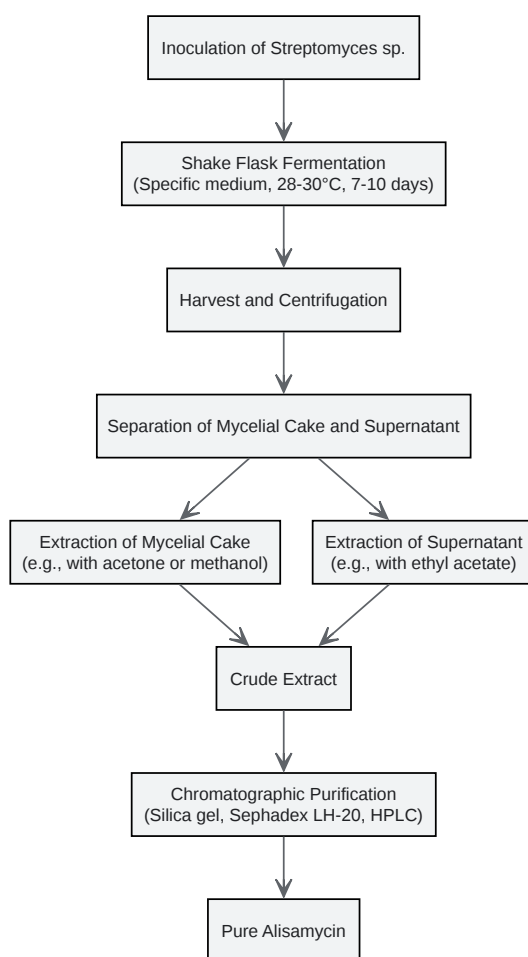 Inoculation of Streptomyces sp.
Shake Flask Fermentation
(Specific medium, 28-30°C, 7-10 days)
Harvest and Centrifugation
Separation of Mycelial Cake and Supernatant
Extraction of Mycelial Cake
(e.g., with acetone or methanol)
Extraction of Supernatant
(e.g., with ethyl acetate)
Crude Extract
Chromatographic Purification
(Silica gel, Sephadex LH-20, HPLC)
Pure Alisamycin